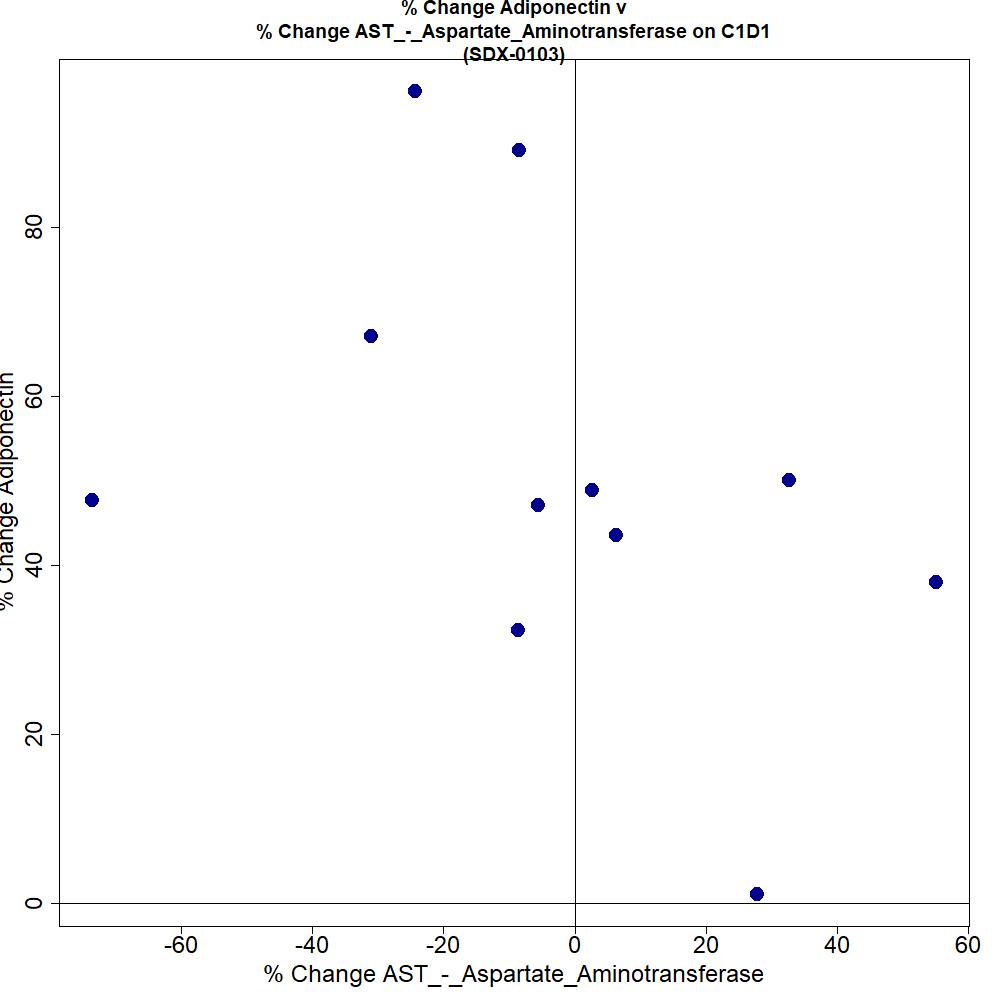 % Change Adiponectin v
% Change AST_-_Aspartate_Aminotransferase on C1D1
(SDX-0103)
% Change Adiponectin
80
60
40
20
0
-60
-40
-20
0
20
40
60
% Change AST_-_Aspartate_Aminotransferase